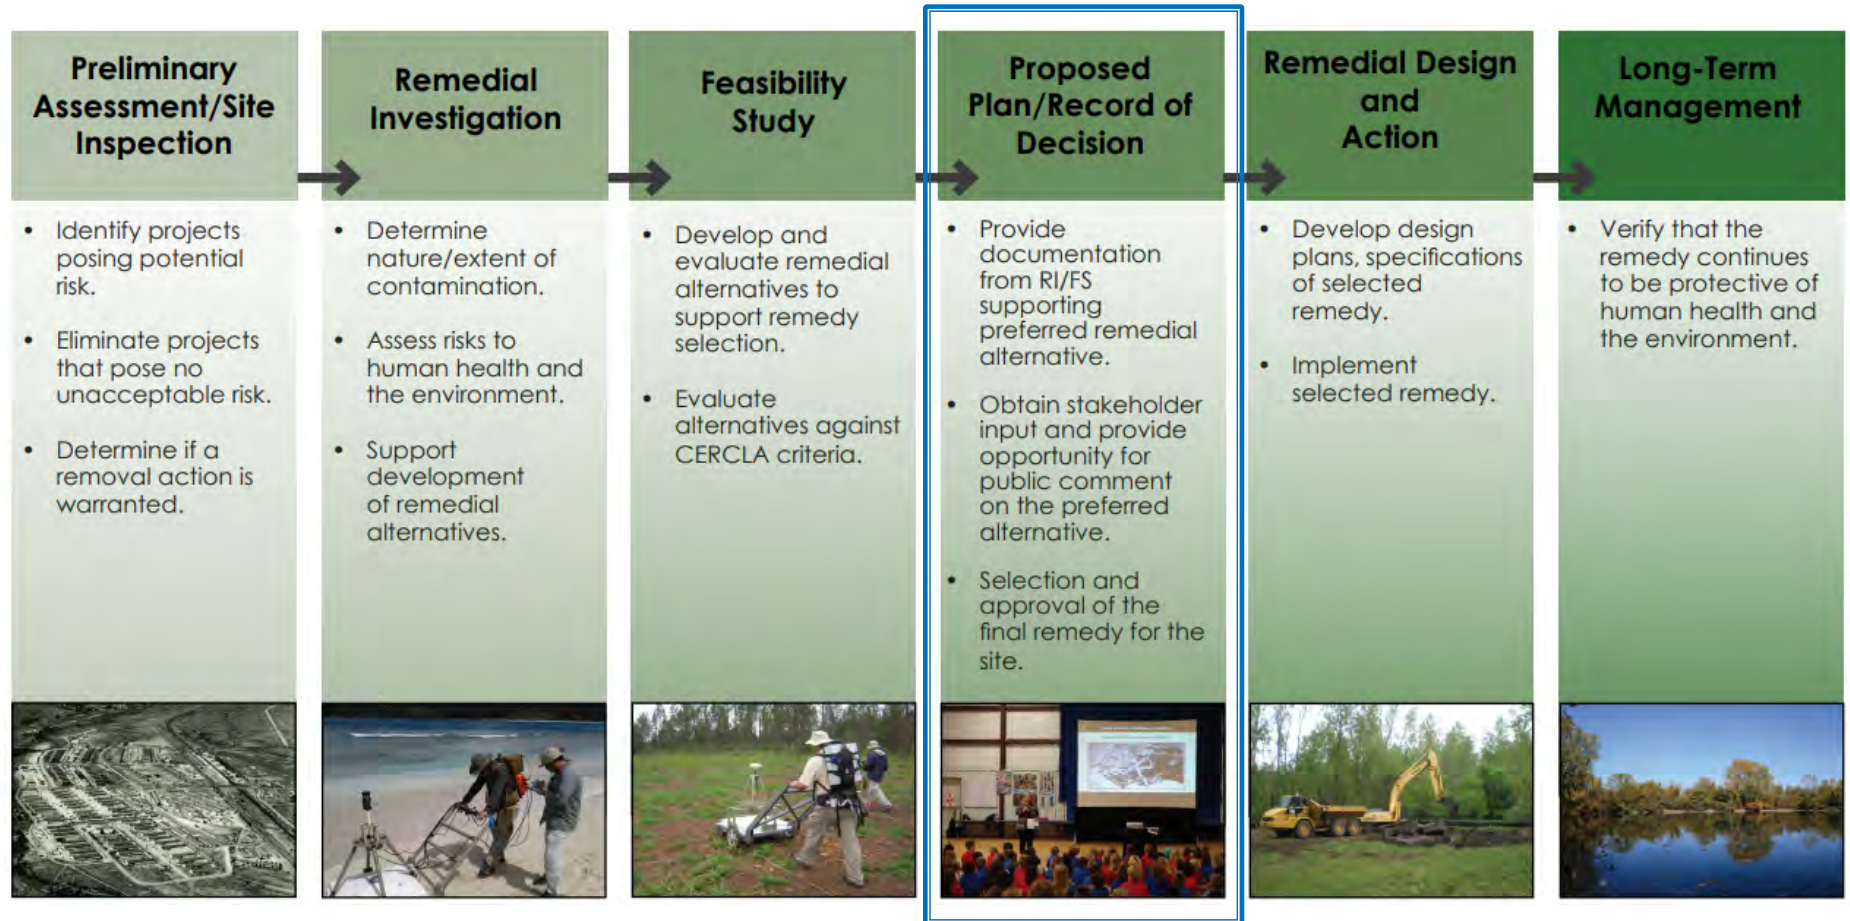 Preliminary
Assessment/Site
Inspection
• Identify projects
posing potential
risk.
• Eliminate projects
that pose no
unacceptable risk.
• Determine if a
removal action is
warranted.
Remedial
Investigation
• Determine
nature/extent of
contamination.
• Assess risks to
human health and
the environment.
• Support
development
of remedial
alternatives.
Feasibility
Study
• Develop and
evaluate remedial
alternatives to
support remedy
selection.
• Evaluate
alternatives against
CERCLA criteria.
Proposed
Plan/Record of
Decision
• Provide
documentation
from RI/FS
supporting
preferred remedial
alternative.
• Obtain stakeholder
input and provide
opportunity for
public comment
on the preferred
alternative.
• Selection and
approval of the
final remedy for the
site.
Remedial Design
and
Action
• Develop design
plans, specifications
of selected
remedy.
• Implement
selected remedy.
Long-Term
Management
• Verify that the
remedy continues
to be protective of
human health and
the environment.